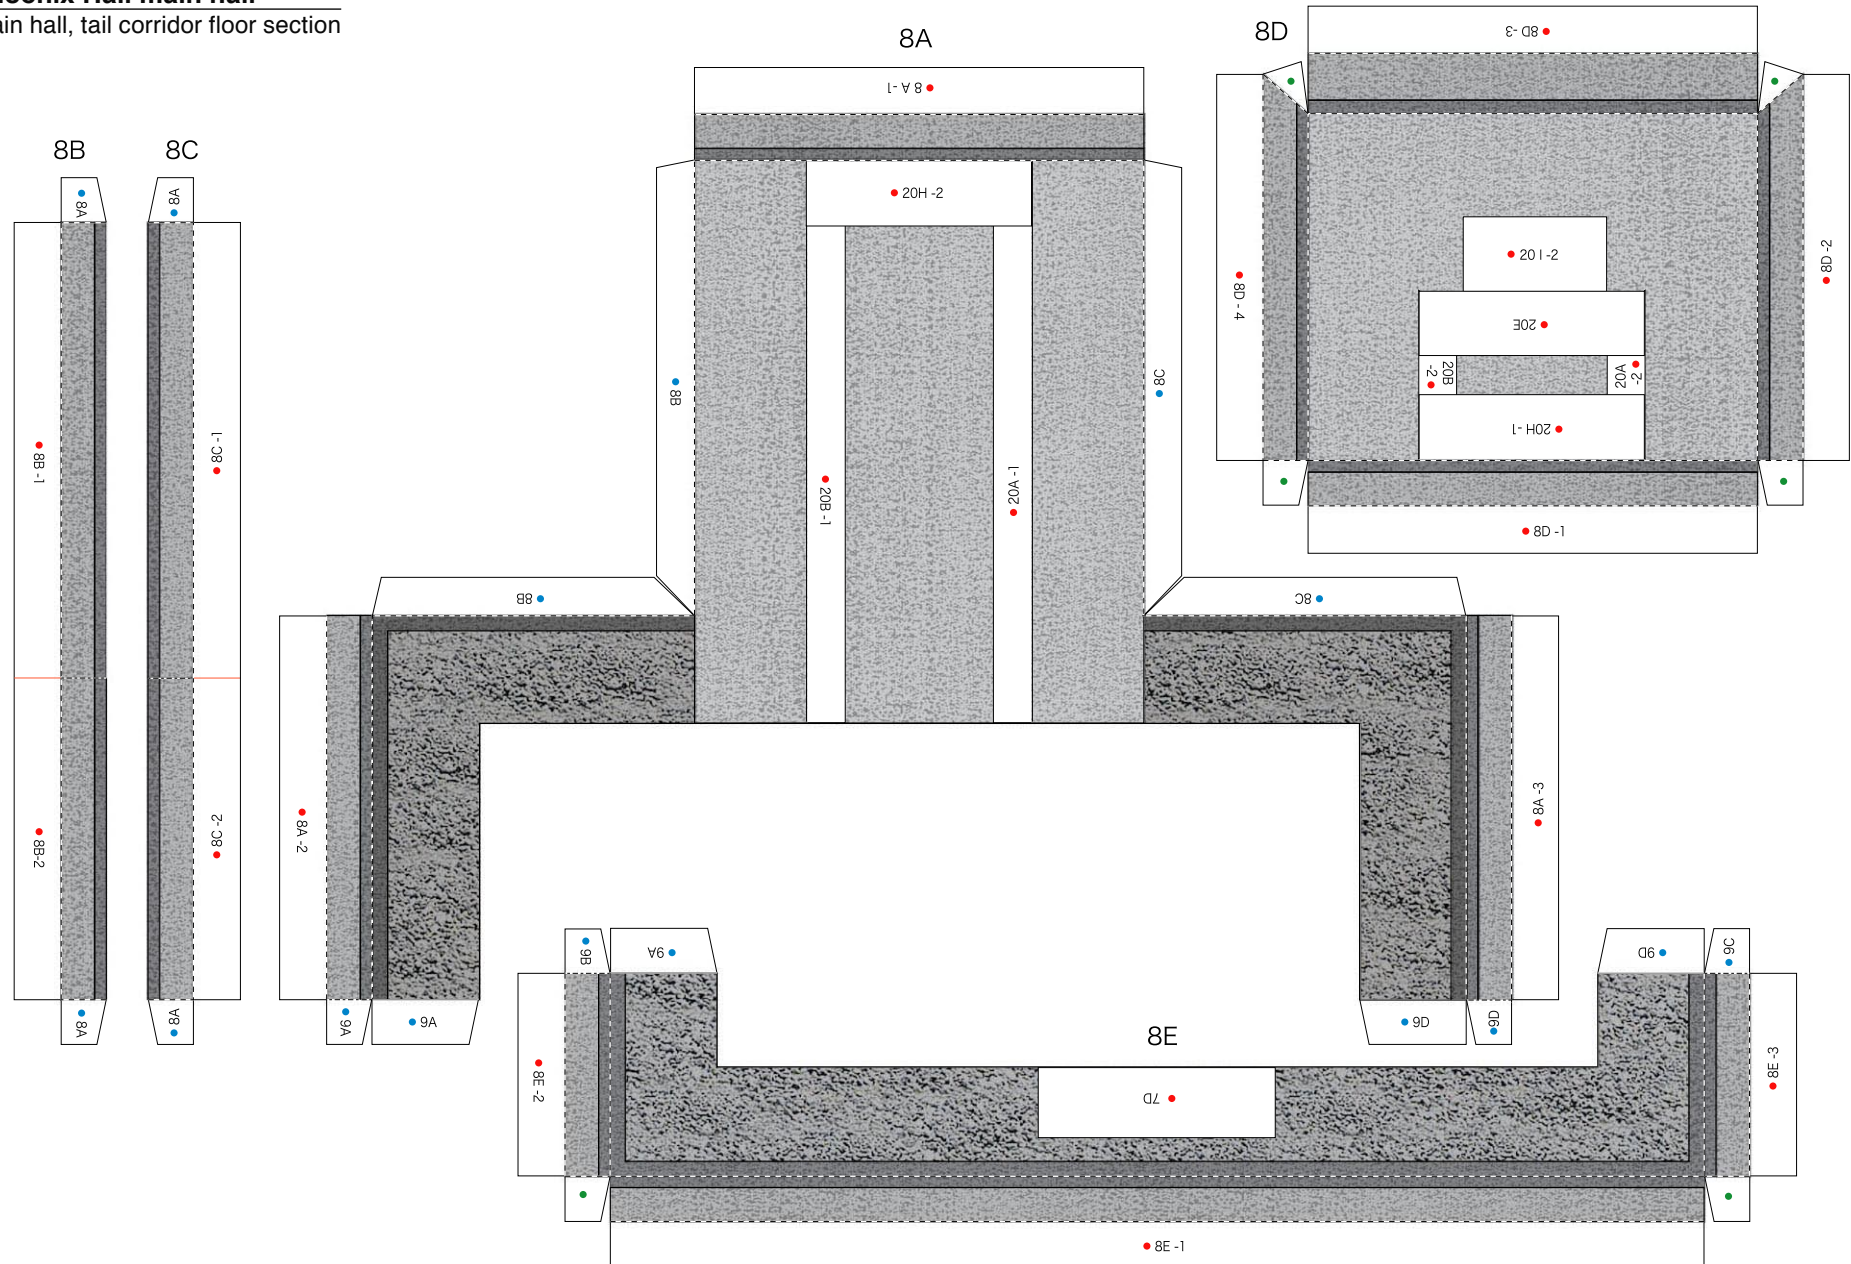 ain hall, tail corridor floor section
8A
8D
8B
8C
8A -1
8D -3
8A
8A
20H -2
8B
8C
8B -1
8C -1
20B -1
20A -1
8D - 4
8D -2
20 I -2
20E
20B
-2
20A
-2
20H -1
8D -1
8B
8C
8B-2
8C -2
8A -2
8A -3
8A
8A
9A
9A
9D
9D
9B
9A
9D
9C
8E
8E -2
8E -3
7D
8E -1